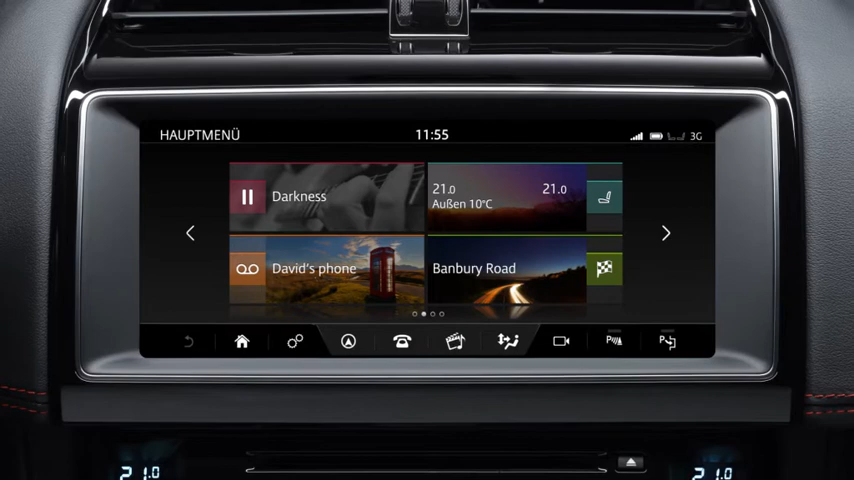 HAUPTMENÜ
11:55
3G
Darkness
21.0
21.0
Außen 10°C
David's phone
Banbury Road
P
P
21.0
21.0